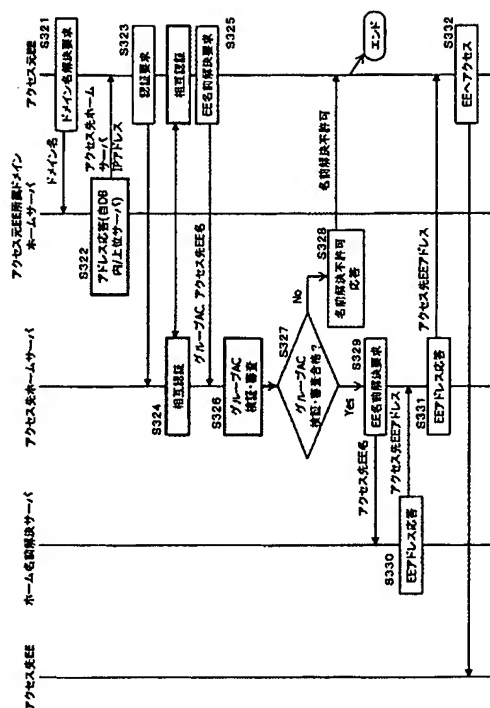 アクセス元EE
アクセス元EE所属ドメイン
ホームサーバ
アクセス先ホームサーバ
ホーム名前解決サーバ
アクセス先EE
S321
ドメイン名解決要求
ドメイン名
S322
アドレス応答(自DB
内/上位サーバ)
アクセス先ホーム
サーバ
IPアドレス
S323
認証要求
S324
相互認証
相互認証
S325
EE名前解決要求
グループAC、アクセス先EE名
S326
グループAC
検証・審査
S327
グループAC
検証・審査合格?
No
S328
名前解決不許可
応答
名前解決不許可
エンド
Yes
S329
EE名前解決要求
アクセス先EE名
S330
EEアドレス応答
アクセス先EEアドレス
S331
EEアドレス応答
アクセス先EEアドレス
S332
EEへアクセス